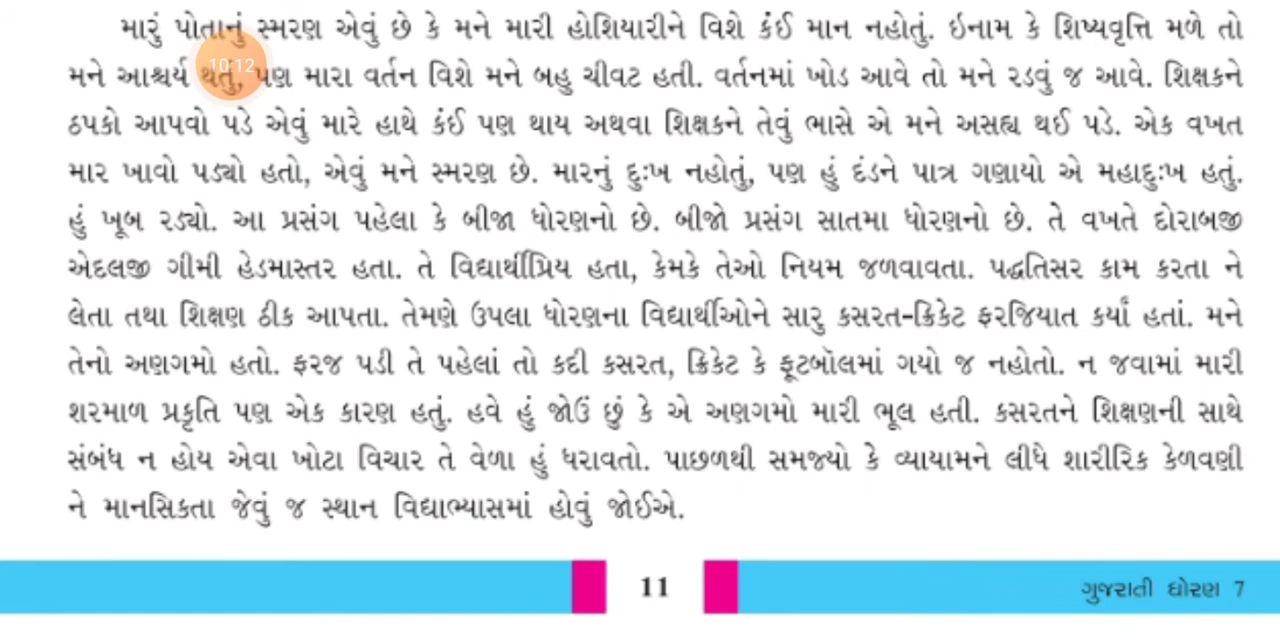 મારું પોતાનું સ્મરણ એવું છે કે મને મારી હોશિયારીને વિશે કંઈ માન નહોતું. ઇનામ કે શિષ્યવૃત્તિ મળે તો
મને આશ્ચર્ય થતું, પણ મારા વર્તન વિશે મને બહુ ચીવટ હતી. વર્તનમાં ખોડ આવે તો મને રડવું જ આવે. શિક્ષકને
ઠપકો આપવો પડે એવું મારે હાથે કંઈ પણ થાય અથવા શિક્ષકને તેવું ભાસે એ મને અસહ્ય થઈ પડે. એક વખત
માર ખાવો પડ્યો હતો, એવું મને સ્મરણ છે. મારનું દુઃખ નહોતું, પણ હું દંડને પાત્ર ગણાયો એ મહાદુઃખ હતું.
હું ખૂબ રડ્યો. આ પ્રસંગ પહેલા કે બીજા ધોરણનો છે. બીજો પ્રસંગ સાતમા ધોરણનો છે. તે વખતે દોરાબજી
એદલજી ગીમી હેડમાસ્તર હતા. તે વિદ્યાર્થીપ્રિય હતા, કેમકે તેઓ નિયમ જળવાવતા. પદ્ધતિસર કામ કરતા ને
લેતા તથા શિક્ષણ ઠીક આપતા. તેમણે ઉપલા ધોરણના વિદ્યાર્થીઓને સારુ કસરત-ક્રિકેટ ફરજિયાત કર્યાં હતાં. મને
તેનો અણગમો હતો. ફરજ પડી તે પહેલાં તો કદી કસરત, ક્રિકેટ કે ફૂટબૉલમાં ગયો જ નહોતો. ન જવામાં મારી
શરમાળ પ્રકૃતિ પણ એક કારણ હતું. હવે હું જોઉં છું કે એ અણગમો મારી ભૂલ હતી. કસરતને શિક્ષણની સાથે
સંબંધ ન હોય એવા ખોટા વિચાર તે વેળા હું ધરાવતો. પાછળથી સમજ્યો કે વ્યાયામને લીધે શારીરિક કેળવણી
ને માનસિકતા જેવું જ સ્થાન વિદ્યાભ્યાસમાં હોવું જોઈએ.
10:12
11
ગુજરાતી ધોરણ 7